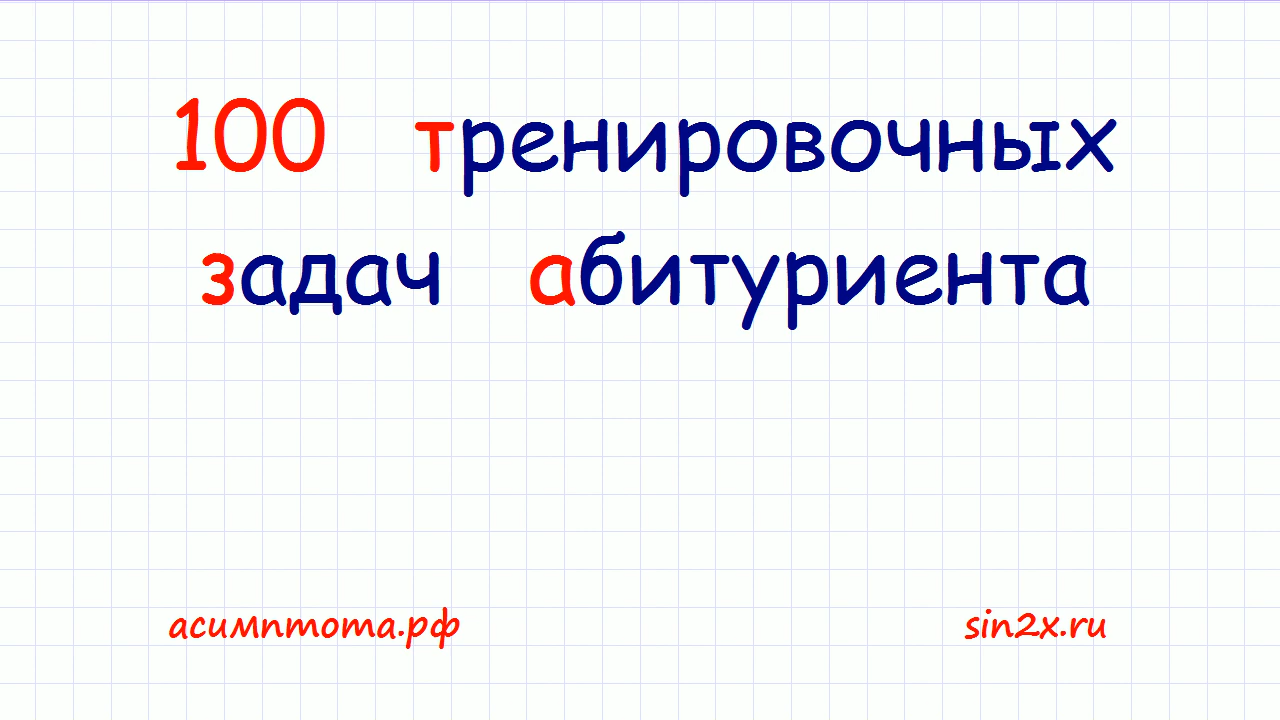 100 тренировочных
задач абитуриента
асимптота.рф sin2x.ru